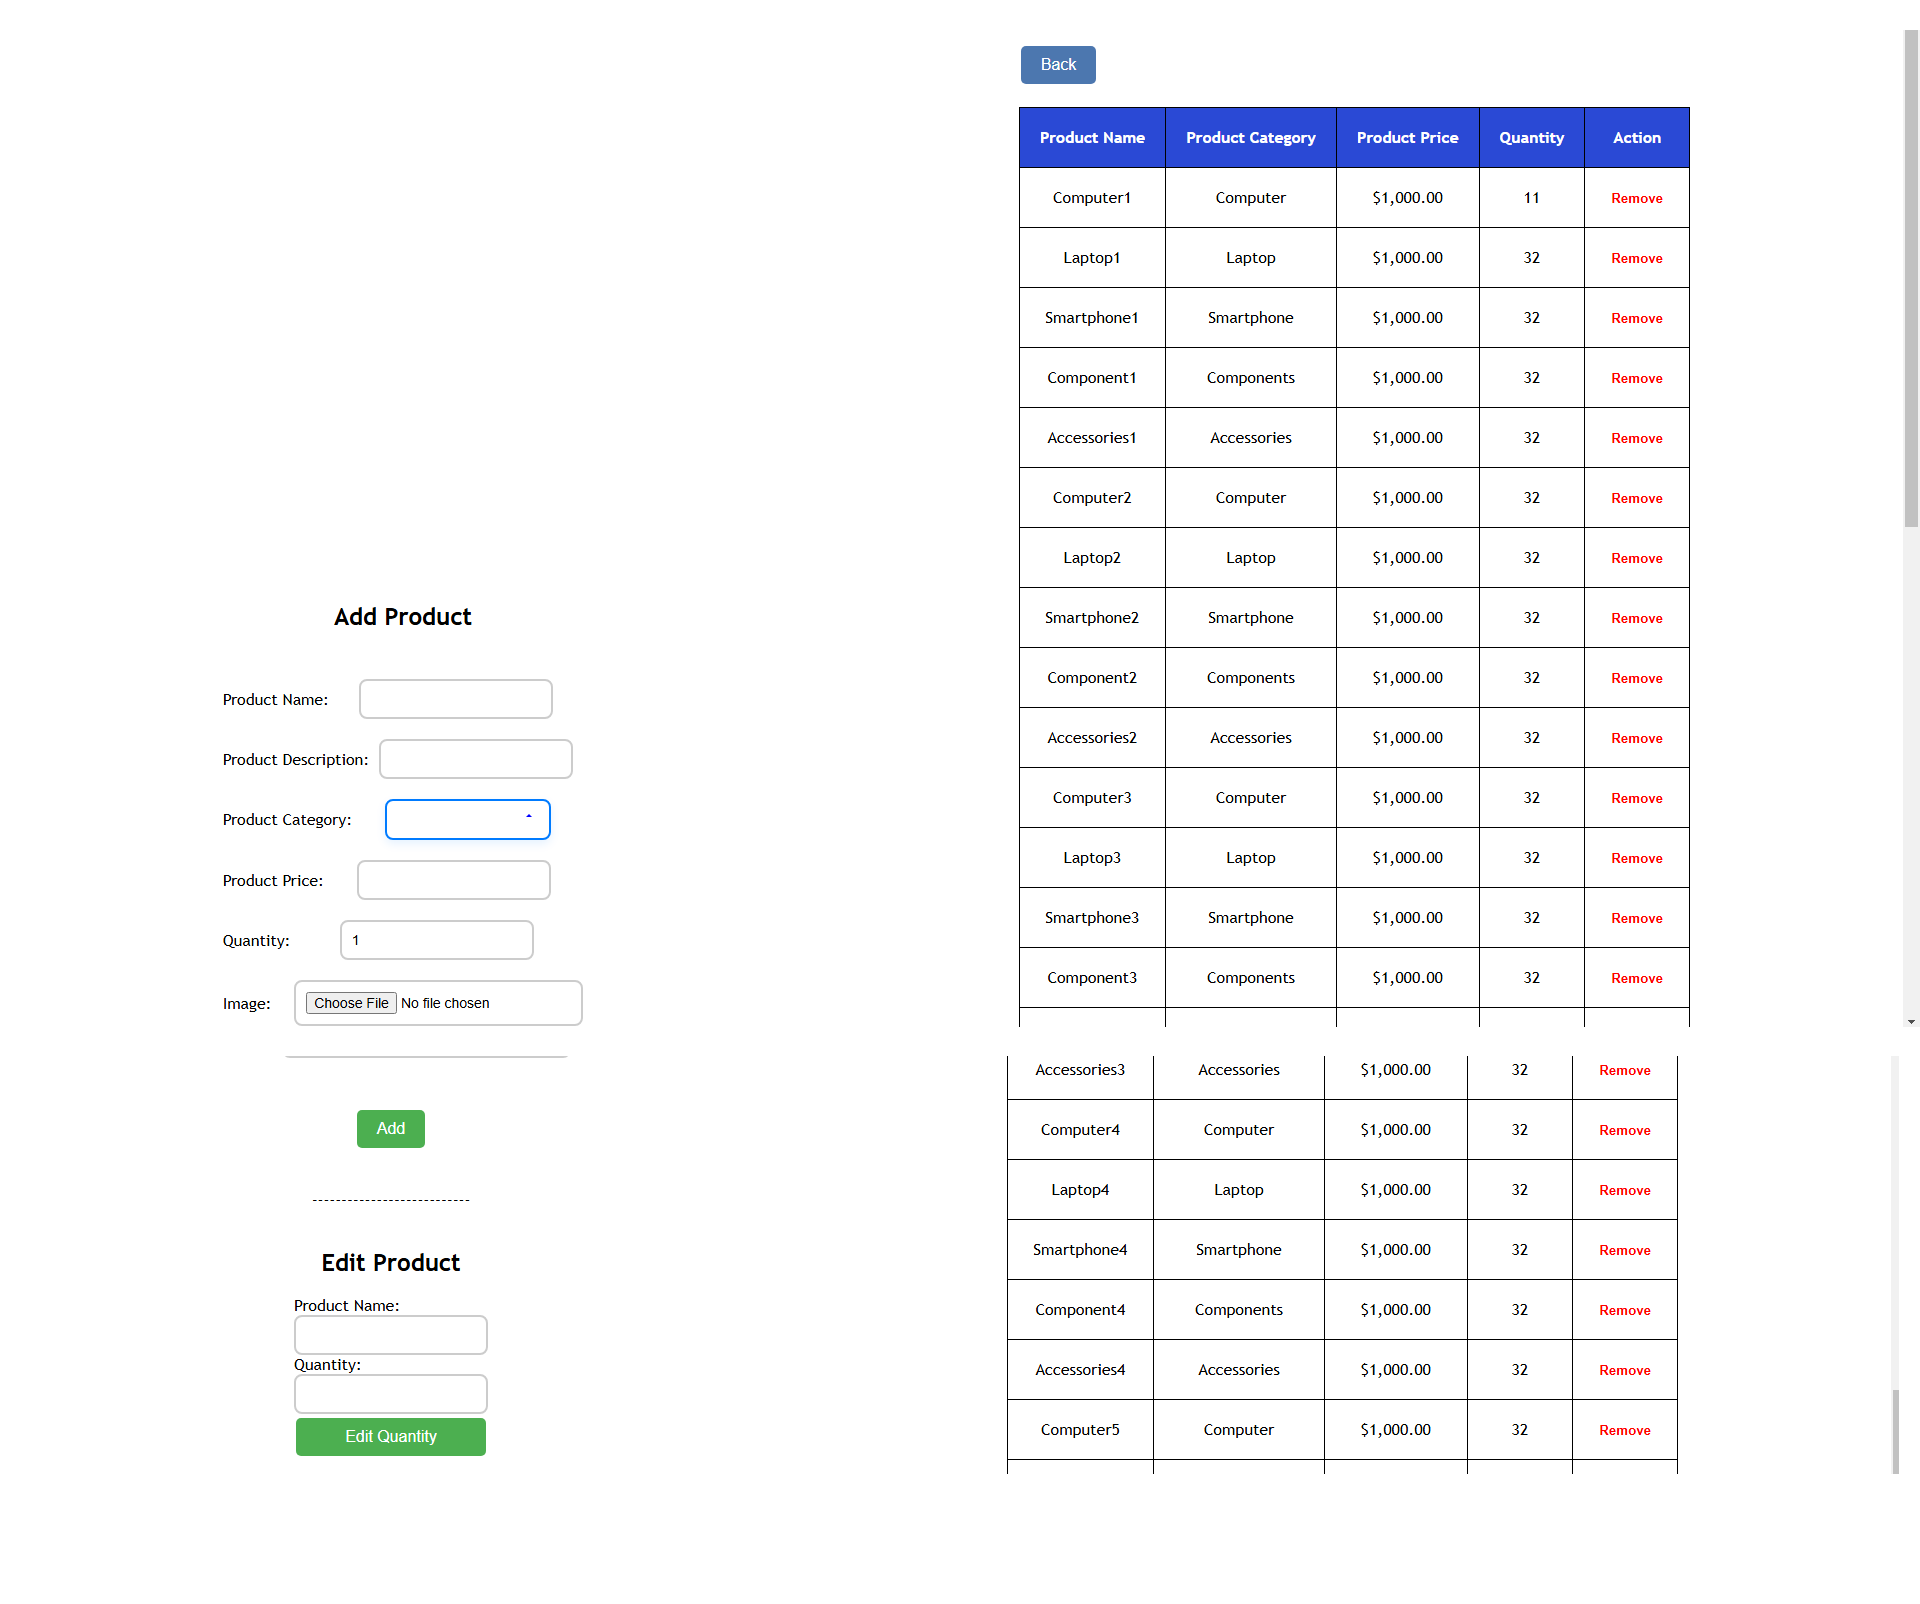 Back
Product Name Product Category Product Price Quantity Action
Computer1 Computer $1,000.00 11 Remove
Laptop1 Laptop $1,000.00 32 Remove
Smartphone1 Smartphone $1,000.00 32 Remove
Component1 Components $1,000.00 32 Remove
Accessories1 Accessories $1,000.00 32 Remove
Computer2 Computer $1,000.00 32 Remove
Laptop2 Laptop $1,000.00 32 Remove
Smartphone2 Smartphone $1,000.00 32 Remove
Component2 Components $1,000.00 32 Remove
Accessories2 Accessories $1,000.00 32 Remove
Computer3 Computer $1,000.00 32 Remove
Laptop3 Laptop $1,000.00 32 Remove
Smartphone3 Smartphone $1,000.00 32 Remove
Component3 Components $1,000.00 32 Remove
Accessories3 Accessories $1,000.00 32 Remove
Computer4 Computer $1,000.00 32 Remove
Laptop4 Laptop $1,000.00 32 Remove
Smartphone4 Smartphone $1,000.00 32 Remove
Component4 Components $1,000.00 32 Remove
Accessories4 Accessories $1,000.00 32 Remove
Computer5 Computer $1,000.00 32 Remove
Add Product
Product Name:
Product Description:
Product Category:
Product Price:
Quantity: 1
Image: Choose File No file chosen
Add
---------------------------
Edit Product
Product Name:
Quantity:
Edit Quantity